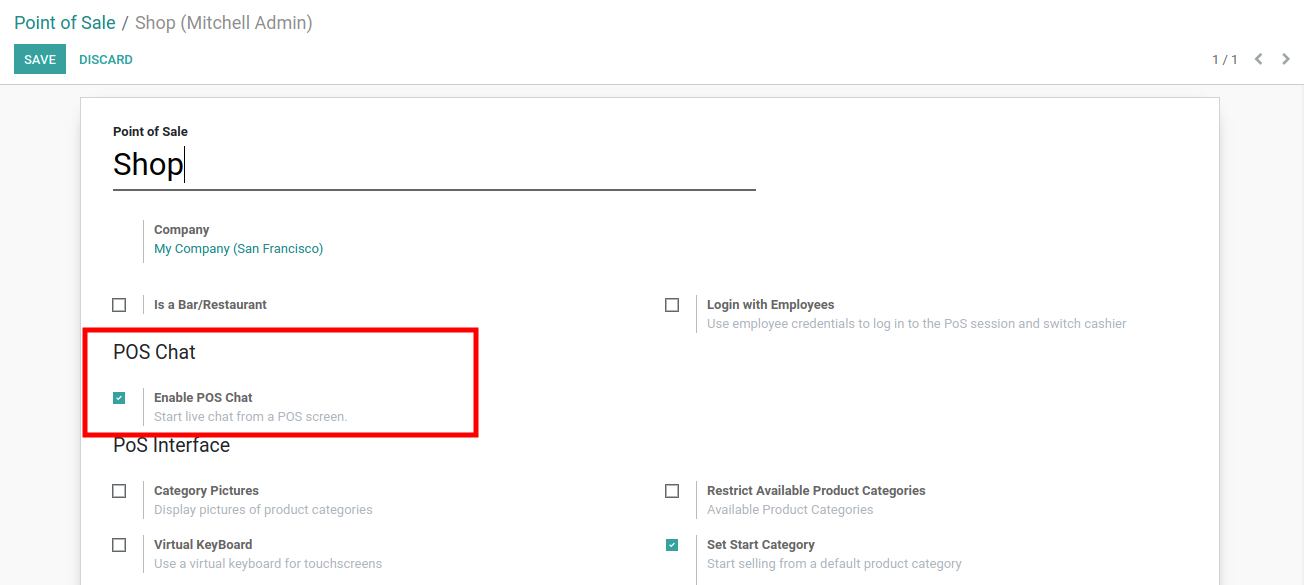 Point of Sale / Shop (Mitchell Admin)
SAVE DISCARD 1 / 1
Point of Sale
Shop
Company
My Company (San Francisco)
Is a Bar/Restaurant
Login with Employees
Use employee credentials to log in to the PoS session and switch cashier
POS Chat
Enable POS Chat
Start live chat from a POS screen.
PoS Interface
Category Pictures
Display pictures of product categories
Restrict Available Product Categories
Available Product Categories
Virtual KeyBoard
Use a virtual keyboard for touchscreens
Set Start Category
Start selling from a default product category